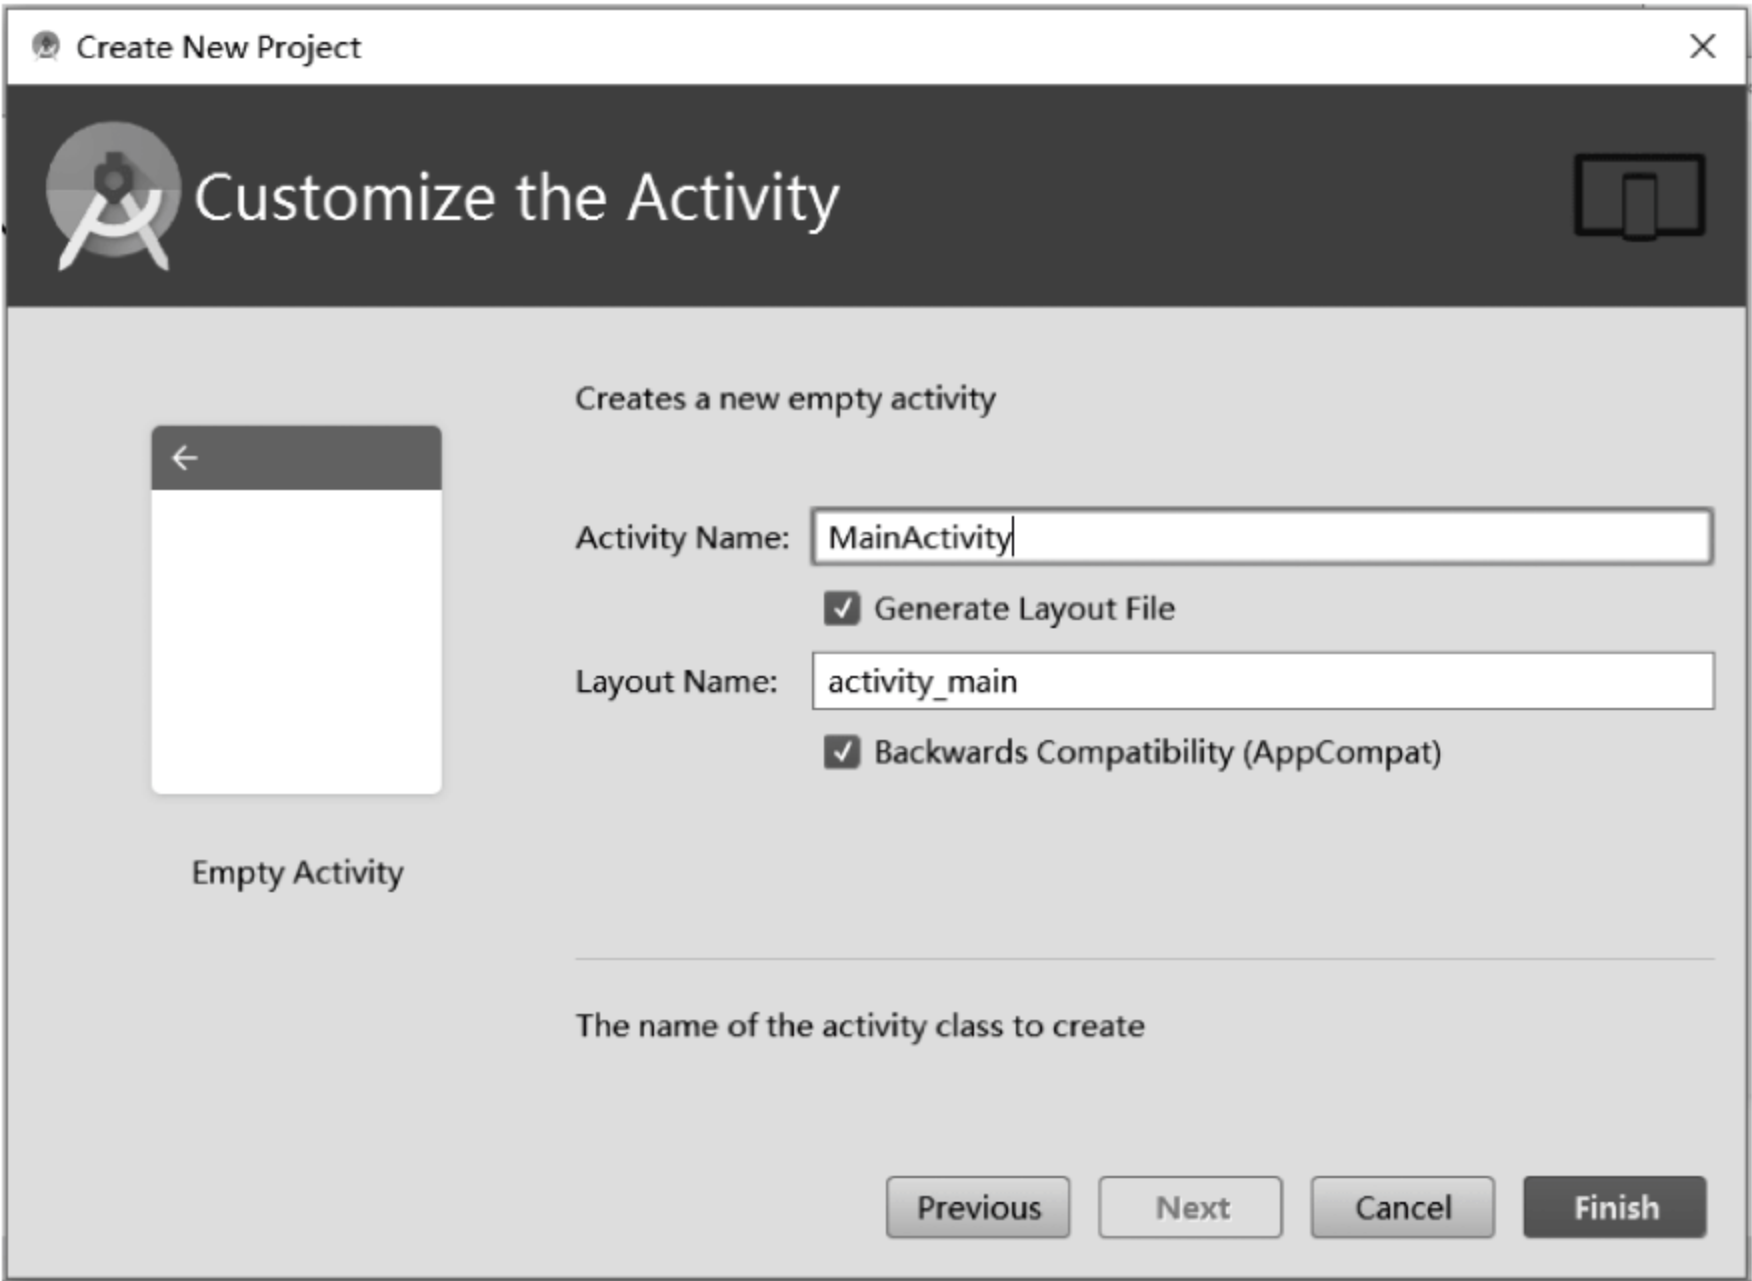 Create New Project
Customize the Activity
Creates a new empty activity
Activity Name: MainActivity
Generate Layout File
Layout Name: activity_main
Backwards Compatibility (AppCompat)
Empty Activity
The name of the activity class to create
Previous Next Cancel Finish